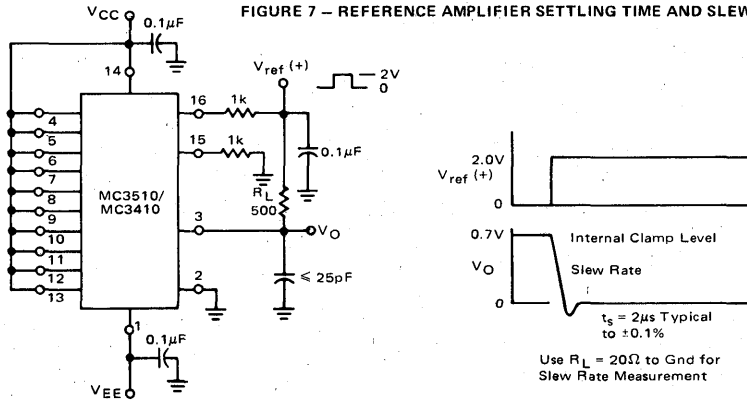 FIGURE 7 – REFERENCE AMPLIFIER SETTLING TIME AND SLEW
VCC
0.1µF
14
Vref (+)
2V
0
16
1k
4
5
15
1k
0.1µF
6
7
RL
500
8
MC3510/
MC3410
9
3
VO
10
11
12
2
≤ 25pF
13
1
0.1µF
VEE
2.0V
Vref (+)
0
0.7V
Internal Clamp Level
VO
Slew Rate
0
ts = 2µs Typical
to ±0.1%
Use RL = 20Ω to Gnd for
Slew Rate Measurement